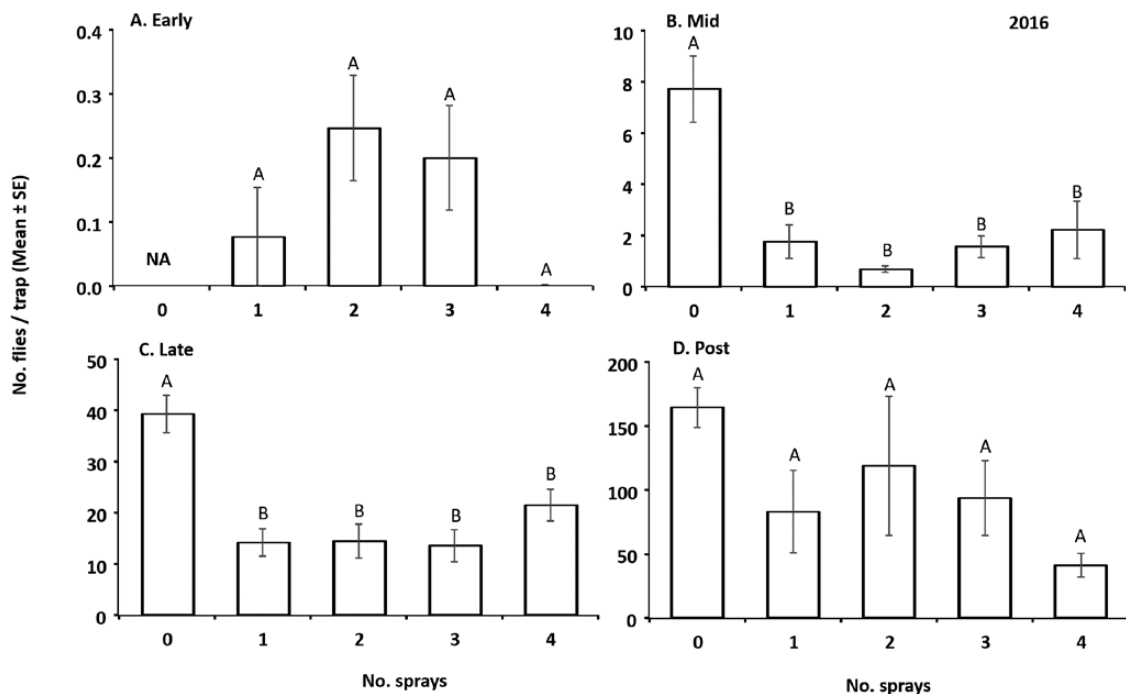 A. Early
0.4
0.3
0.2
0.1
0.0
A
A
A
A
NA
0
1
2
3
4
B. Mid
2016
10
8
6
4
2
0
A
B
B
B
B
0
1
2
3
4
No. flies / trap (Mean ± SE)
C. Late
50
40
30
20
10
0
A
B
B
B
B
0
1
2
3
4
No. sprays
D. Post
200
150
100
50
0
A
A
A
A
A
0
1
2
3
4
No. sprays